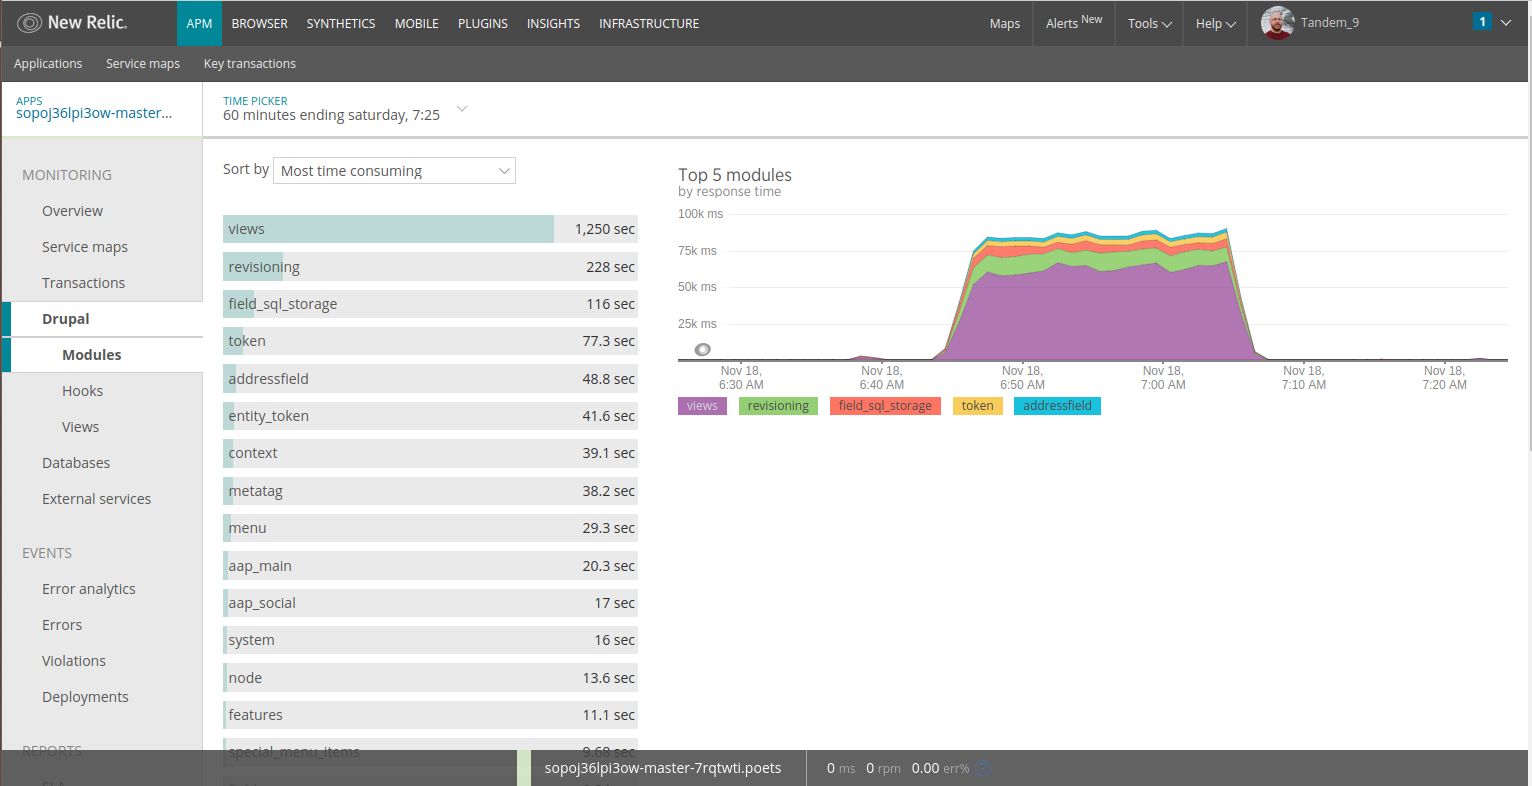 New Relic.
APM BROWSER SYNTHETICS MOBILE PLUGINS INSIGHTS INFRASTRUCTURE Maps Alerts New Tools Help Tandem_9 1
Applications Service maps Key transactions
APPS
sopoj36lpi3ow-master...
TIME PICKER
60 minutes ending saturday, 7:25
MONITORING
Overview
Service maps
Transactions
Drupal
Modules
Hooks
Views
Databases
External services
EVENTS
Error analytics
Errors
Violations
Deployments
REPORTS
Sort by Most time consuming
views 1,250 sec
revisioning 228 sec
field_sql_storage 116 sec
token 77.3 sec
addressfield 48.8 sec
entity_token 41.6 sec
context 39.1 sec
metatag 38.2 sec
menu 29.3 sec
aap_main 20.3 sec
aap_social 17 sec
system 16 sec
node 13.6 sec
features 11.1 sec
special_menu_items 9.68 sec
Top 5 modules
by response time
100k ms
75k ms
50k ms
25k ms
Nov 18, Nov 18, Nov 18, Nov 18, Nov 18, Nov 18,
6:30 AM 6:40 AM 6:50 AM 7:00 AM 7:10 AM 7:20 AM
views revisioning field_sql_storage token addressfield
sopoj36lpi3ow-master-7rqtwti.poets 0 ms 0 rpm 0.00 err% ?